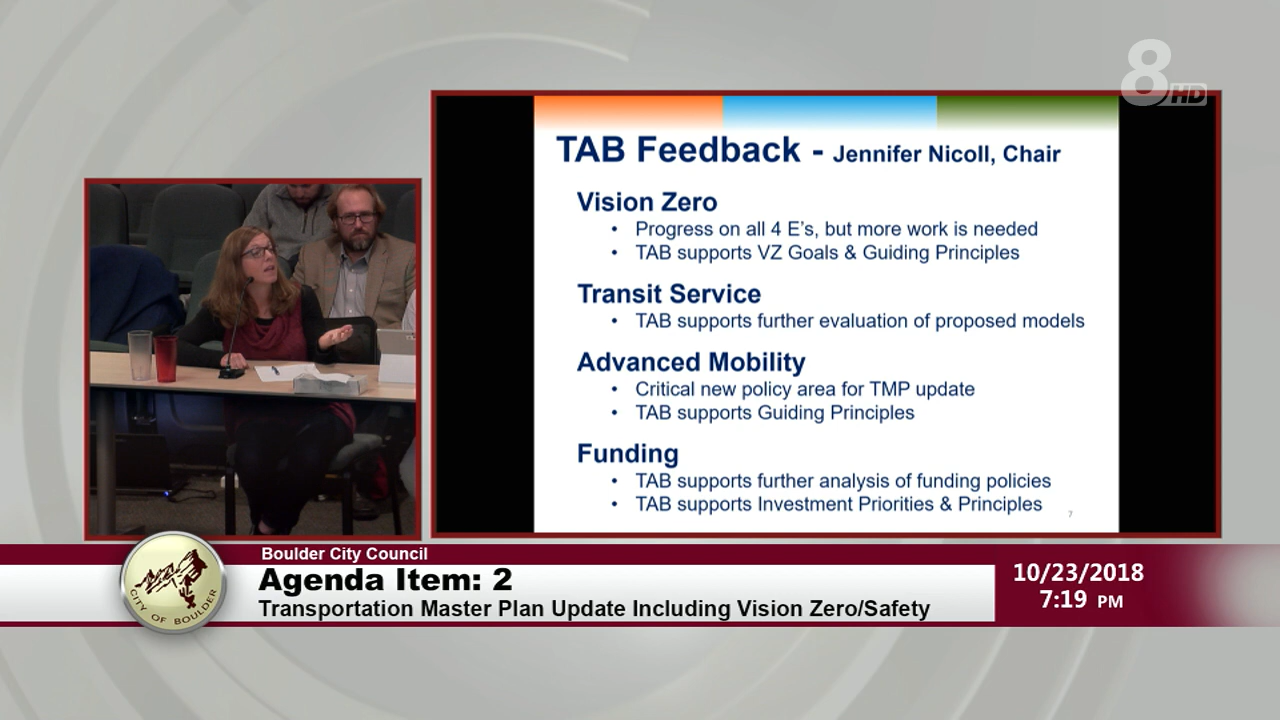 8
HD
TAB Feedback - Jennifer Nicoll, Chair
Vision Zero
• Progress on all 4 E's, but more work is needed
• TAB supports VZ Goals & Guiding Principles
Transit Service
• TAB supports further evaluation of proposed models
Advanced Mobility
• Critical new policy area for TMP update
• TAB supports Guiding Principles
Funding
• TAB supports further analysis of funding policies
• TAB supports Investment Priorities & Principles
7
CITY OF BOULDER
Boulder City Council
Agenda Item: 2
Transportation Master Plan Update Including Vision Zero/Safety
10/23/2018
7:19 PM